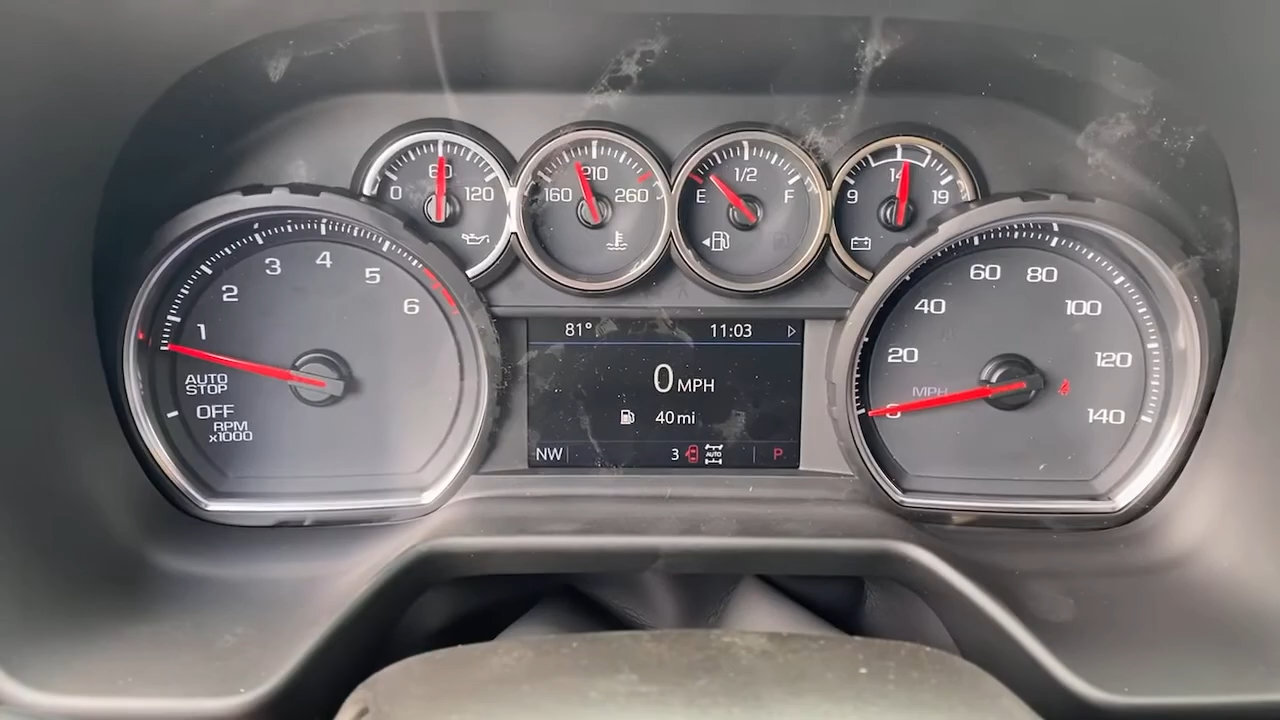 0 60 120
160 210 260
E 1/2 F
9 14 19
1 2 3 4 5 6
AUTO
STOP
OFF
RPM
x1000
81° 11:03
0 MPH
40 mi
NW 3 AUTO P
20 40 60 80 100 120 140
MPH